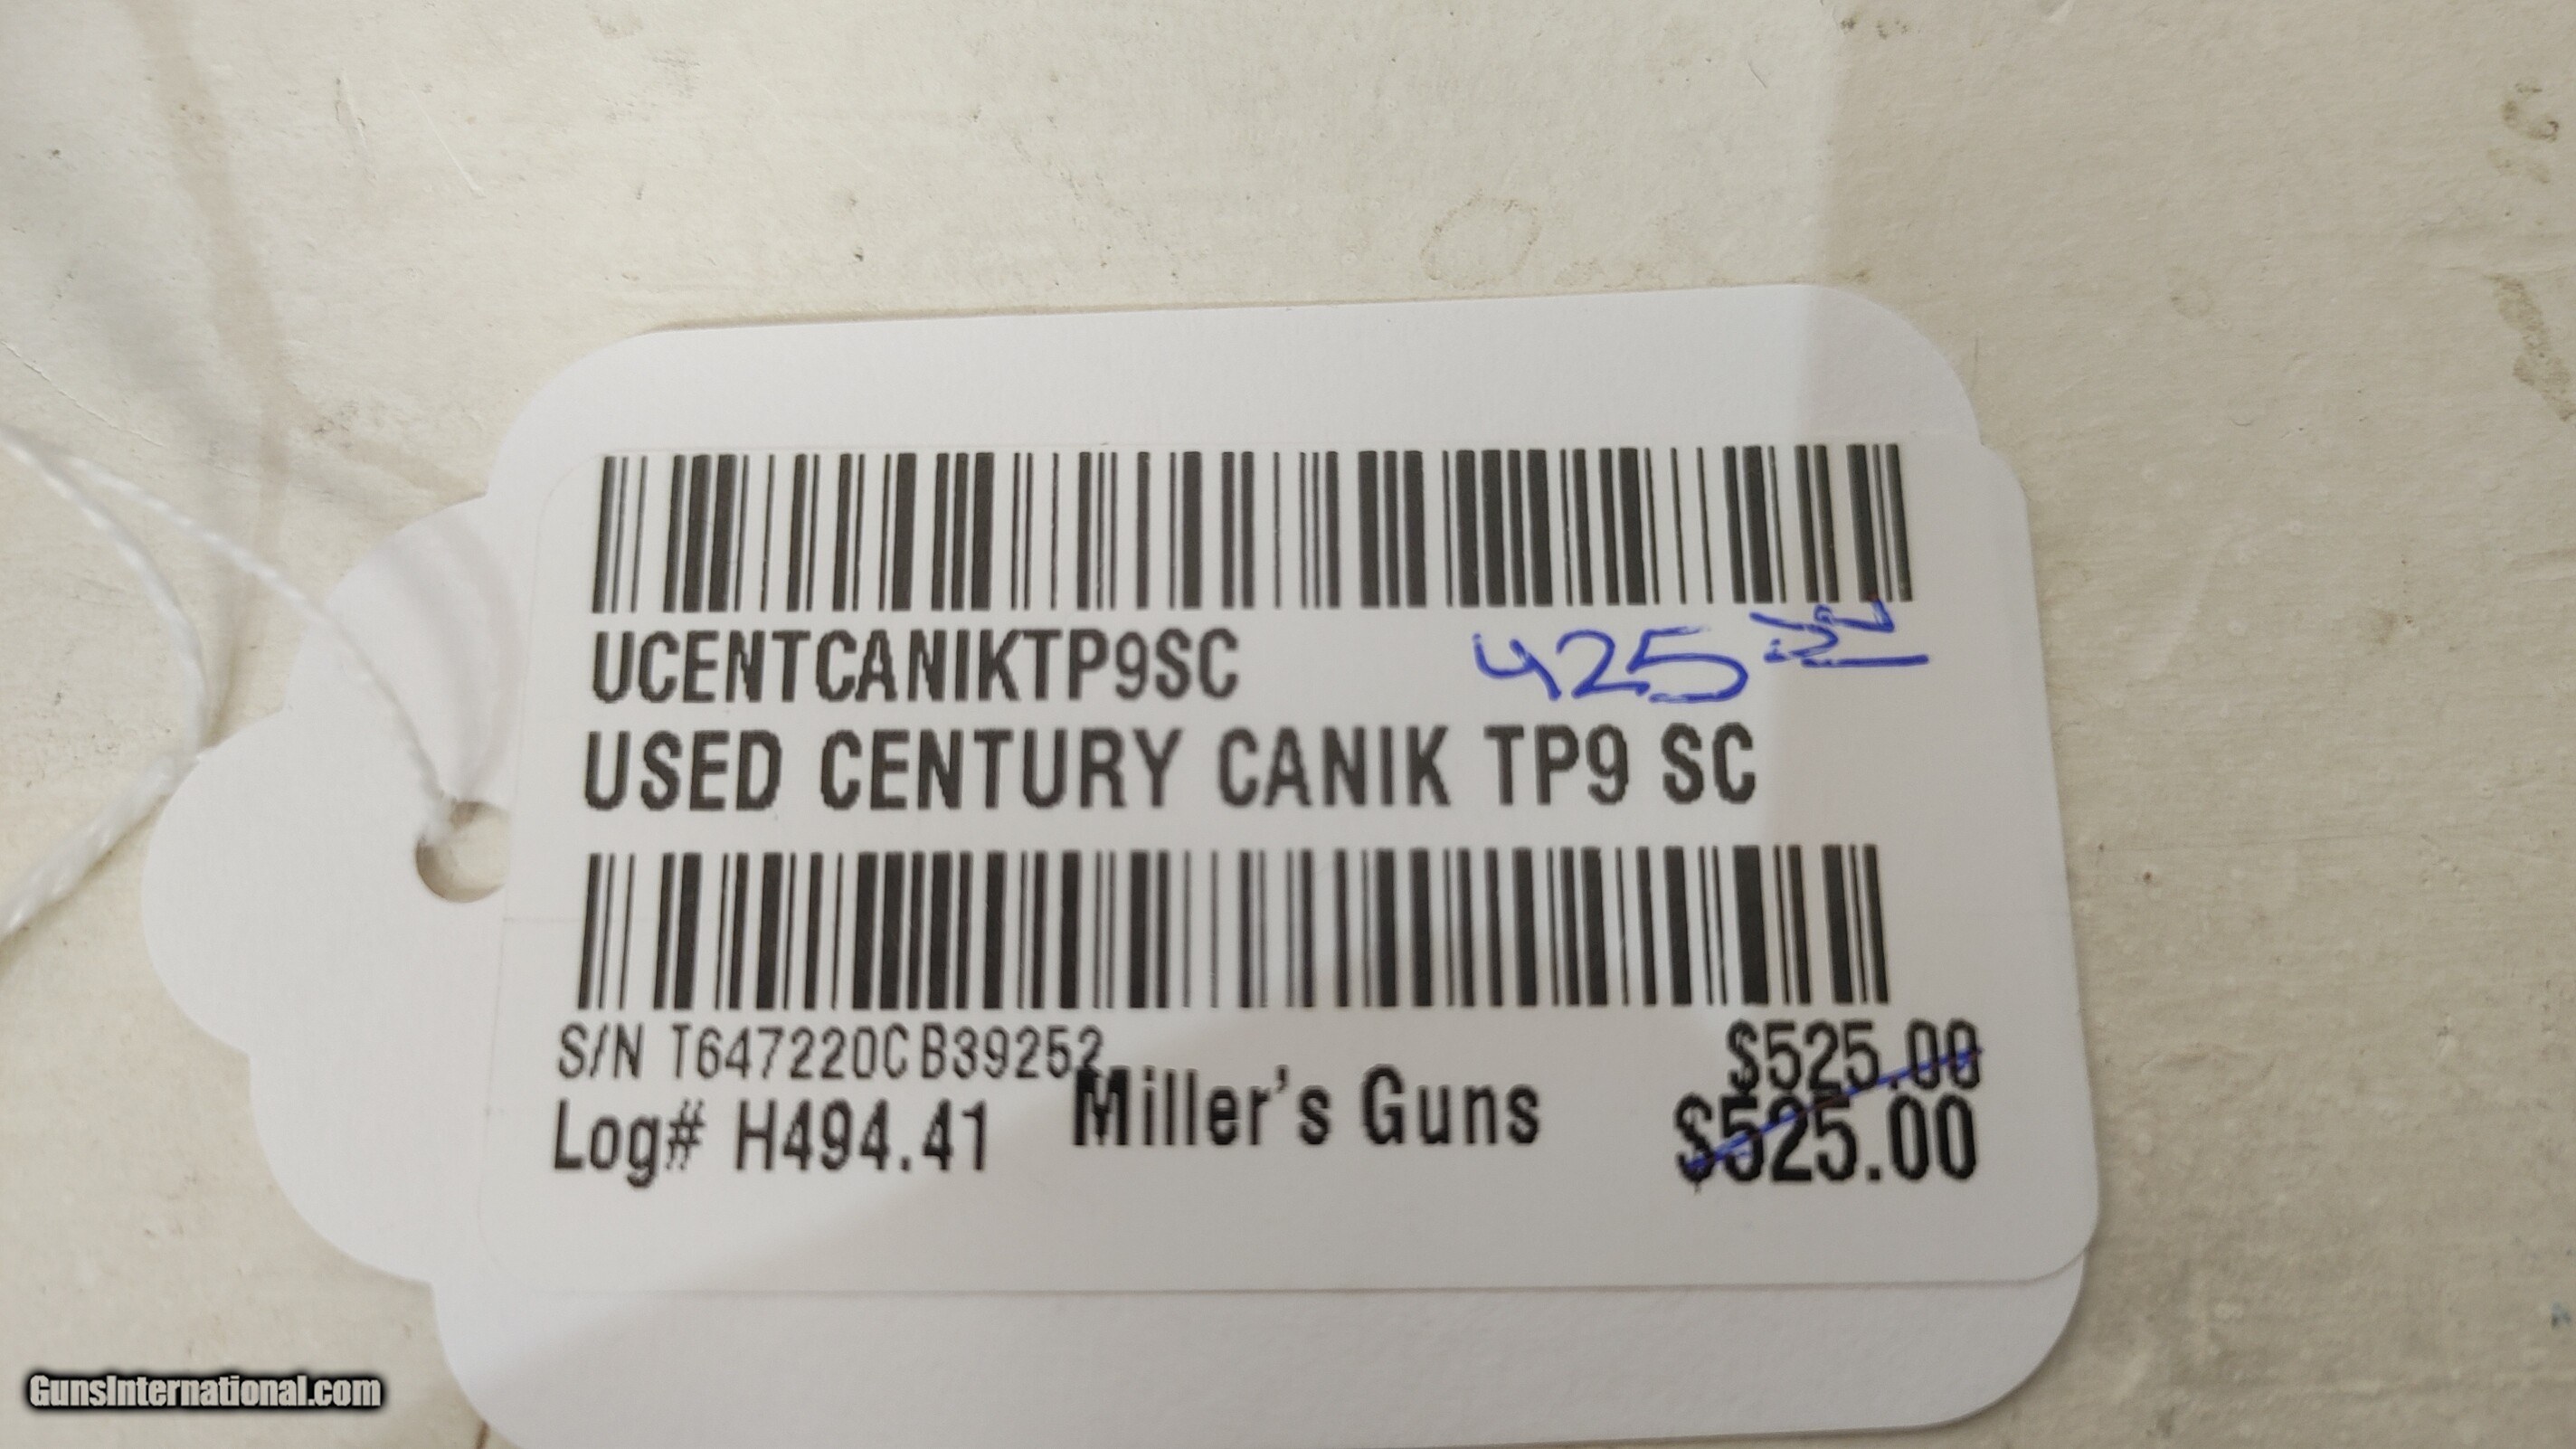 UCENTCANIKTP9SC
425
USED CENTURY CANIK TP9 SC
S/N T647220CB39252
$525.00
Miller's Guns
Log# H494.41
$525.00
GunsInternational.com